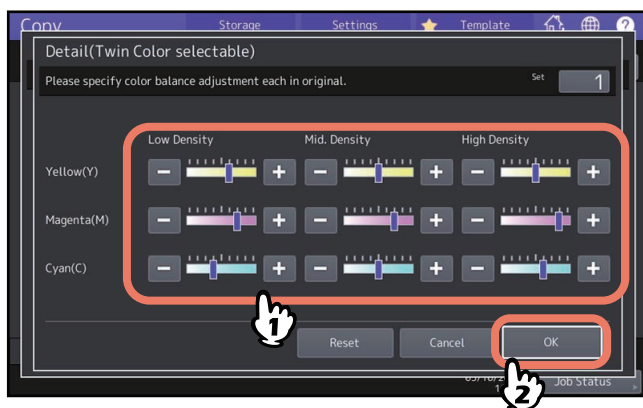 Copy Storage Settings Template ?
Detail(Twin Color selectable)
Please specify color balance adjustment each in original. Set 1
Low Density Mid. Density High Density
Yellow(Y) − + − + − +
Magenta(M) − + − + − +
Cyan(C) − + − + − +
1
Reset Cancel OK
2
Job Status